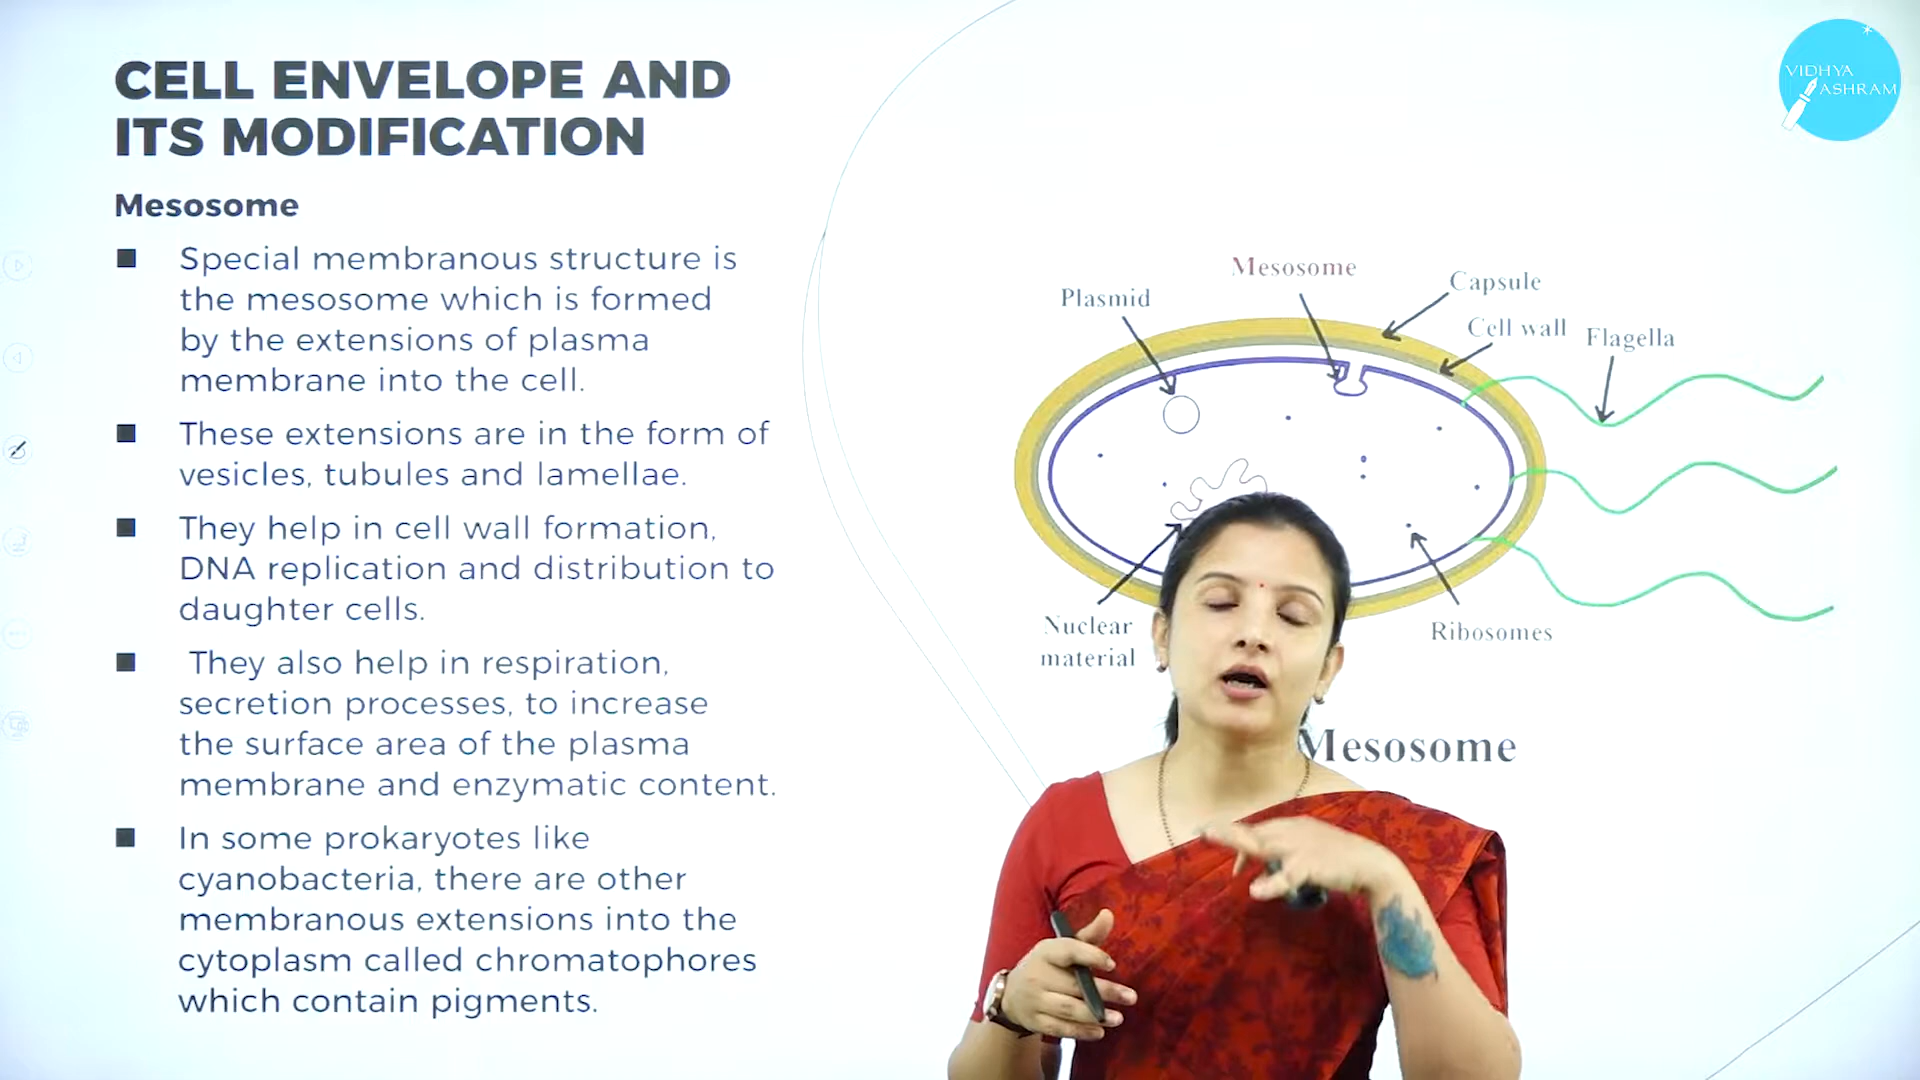 CELL ENVELOPE AND
ITS MODIFICATION
Mesosome
Special membranous structure is
the mesosome which is formed
by the extensions of plasma
membrane into the cell.
These extensions are in the form of
vesicles, tubules and lamellae.
They help in cell wall formation,
DNA replication and distribution to
daughter cells.
They also help in respiration,
secretion processes, to increase
the surface area of the plasma
membrane and enzymatic content.
In some prokaryotes like
cyanobacteria, there are other
membranous extensions into the
cytoplasm called chromatophores
which contain pigments.
VIDHYA
ASHRAM
Mesosome
Capsule
Plasmid
Cell wall
Flagella
Nuclear
material
Ribosomes
Mesosome